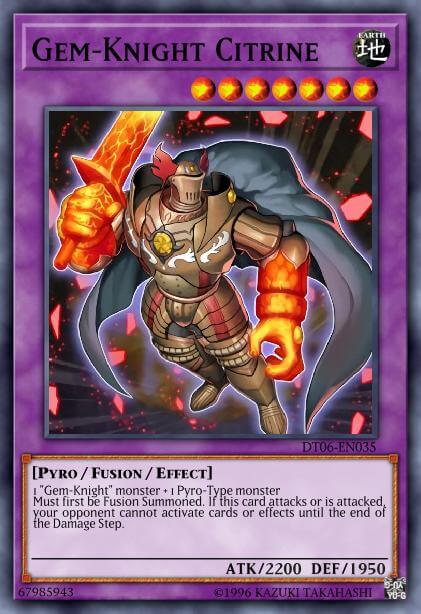 GEM-KNIGHT CITRINE
EARTH
地
DT06-EN035
[PYRO / FUSION / EFFECT]
1 "Gem-Knight" monster + 1 Pyro-Type monster
Must first be Fusion Summoned. If this card attacks or is attacked,
your opponent cannot activate cards or effects until the end of
the Damage Step.
ATK/2200 DEF/1950
67985943
©1996 KAZUKI TAKAHASHI